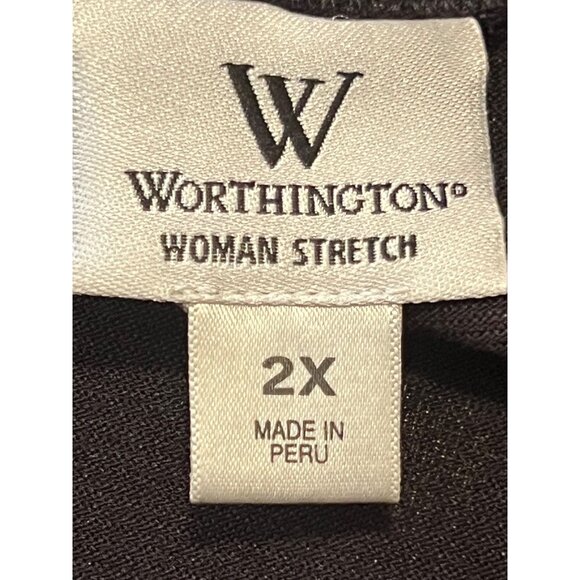 W
WORTHINGTON®
WOMAN STRETCH
2X
MADE IN
PERU